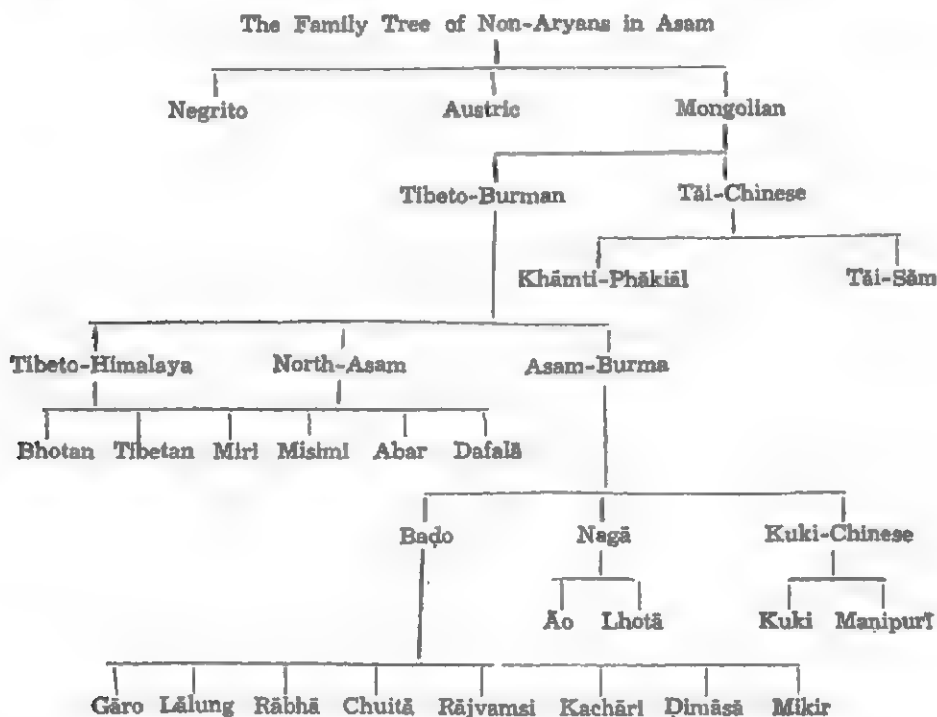 The Family Tree of Non-Aryans in Asam
Negrito Austric Mongolian
Tibeto-Burman Tāi-Chinese
Khāmti-Phākiāl Tāi-Sām
Tibeto-Himalaya North-Asam Asam-Burma
Bhotan Tibetan Miri Misimi Abar Dafalā
Baḍo Nagā Kuki-Chinese
Āo Lhotā Kuki Maṇipurī
Gāro Lālung Rābhā Chuitā Rājvamsi Kachāri Ḍimāsā Mikir